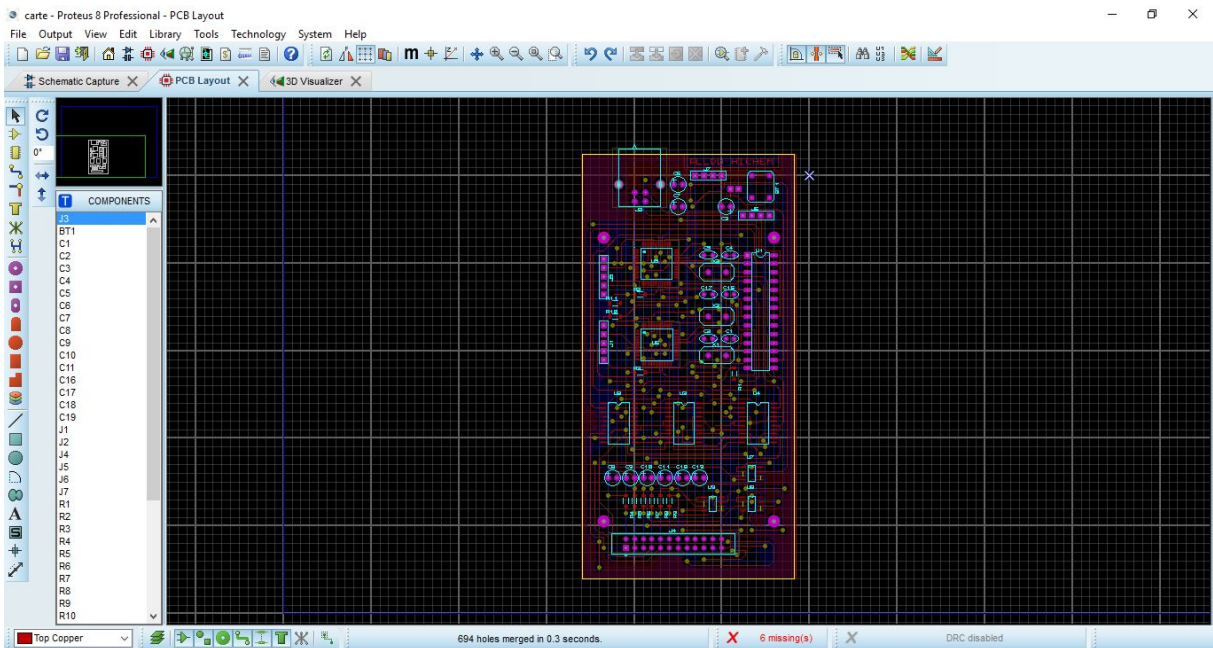 carte - Proteus 8 Professional - PCB Layout
File Output View Edit Library Tools Technology System Help
Schematic Capture
PCB Layout
3D Visualizer
0°
COMPONENTS
J3
BT1
C1
C2
C3
C4
C5
C6
C7
C8
C9
C10
C11
C16
C17
C18
C19
J1
J2
J4
J5
J6
J7
R1
R2
R3
R4
R5
R6
R7
R8
R9
R10
HICHEM
C17
Top Copper
694 holes merged in 0.3 seconds.
6 missing(s)
DRC disabled